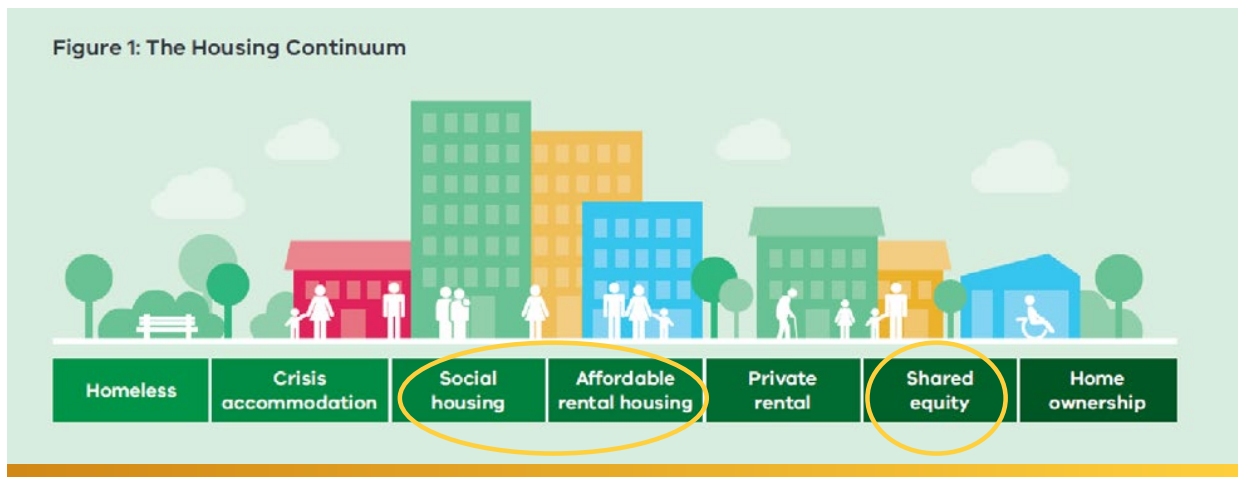 Figure 1: The Housing Continuum
Homeless
Crisis
accommodation
Social
housing
Affordable
rental housing
Private
rental
Shared
equity
Home
ownership